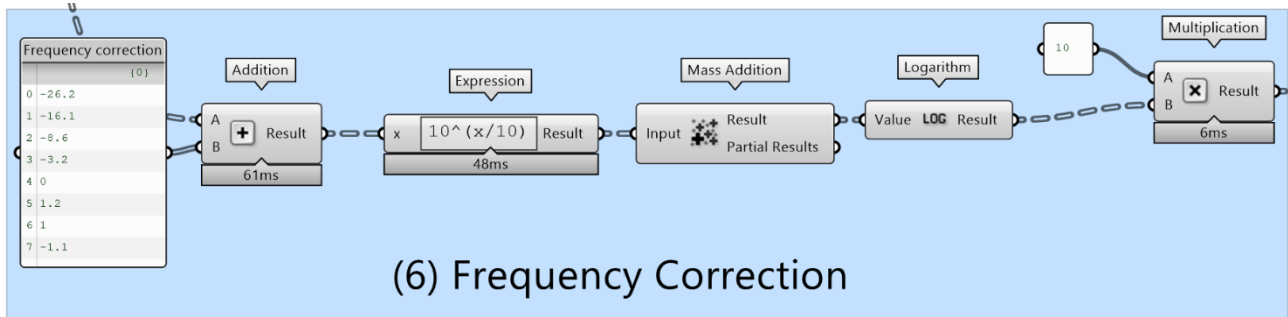 Frequency correction
{0}
0 -26.2
1 -16.1
2 -8.6
3 -3.2
4 0
5 1.2
6 1
7 -1.1
Addition
A
B
Result
61ms
Expression
x
10^(x/10)
Result
48ms
Mass Addition
Input
Result
Partial Results
Logarithm
Value LOG Result
10
Multiplication
A
B
Result
6ms
(6) Frequency Correction